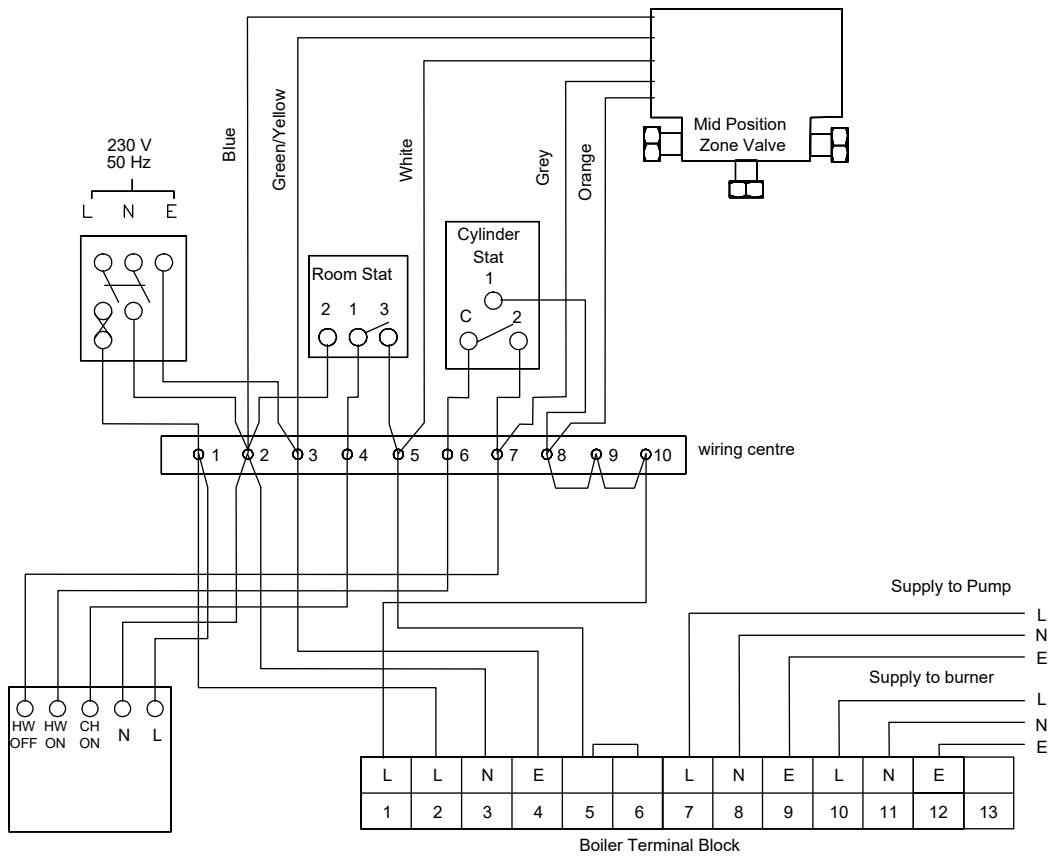 Mid Position
Zone Valve
Blue
Green/Yellow
White
Grey
Orange
230 V
50 Hz
L N E
Room Stat
2 1 3
Cylinder
Stat
1
C 2
1 2 3 4 5 6 7 8 9 10
wiring centre
Supply to Pump
L
N
E
Supply to burner
L
N
E
HW OFF HW ON CH ON N L
L L N E L N E L N E
1 2 3 4 5 6 7 8 9 10 11 12 13
Boiler Terminal Block